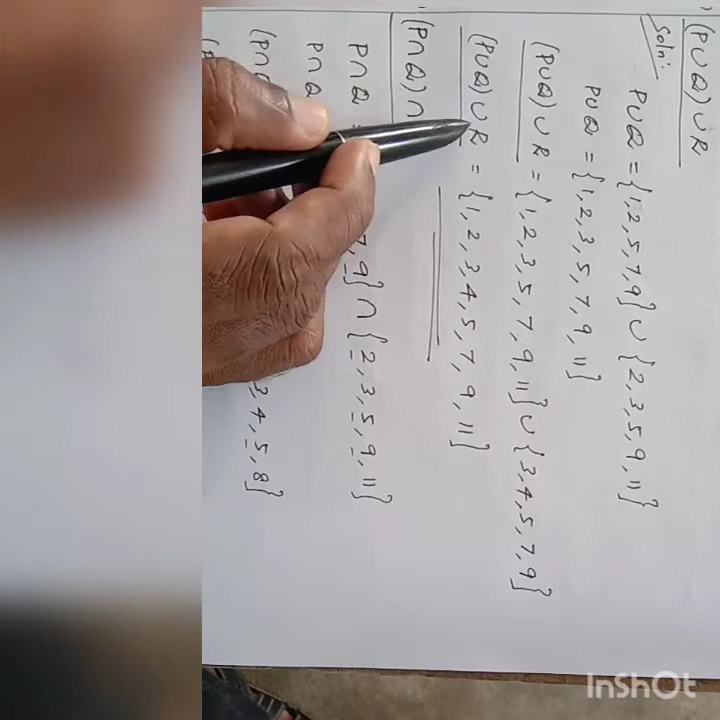 (PUQ) ∪ R
Soln:
P∪Q = {1,2,5,7,9} ∪ {2,3,5,9,11}
P∪Q = {1,2,3,5,7,9,11}
(P∪Q) ∪ R = {1,2,3,5,7,9,11} ∪ {3,4,5,7,9}
(P∪Q) ∪ R = {1,2,3,4,5,7,9,11}
(P∩Q) ∩
P∩Q = 7,9} ∩ {2,3,5,9,11}
P∩Q
(P∩ 3,4,5,8}
InShOt